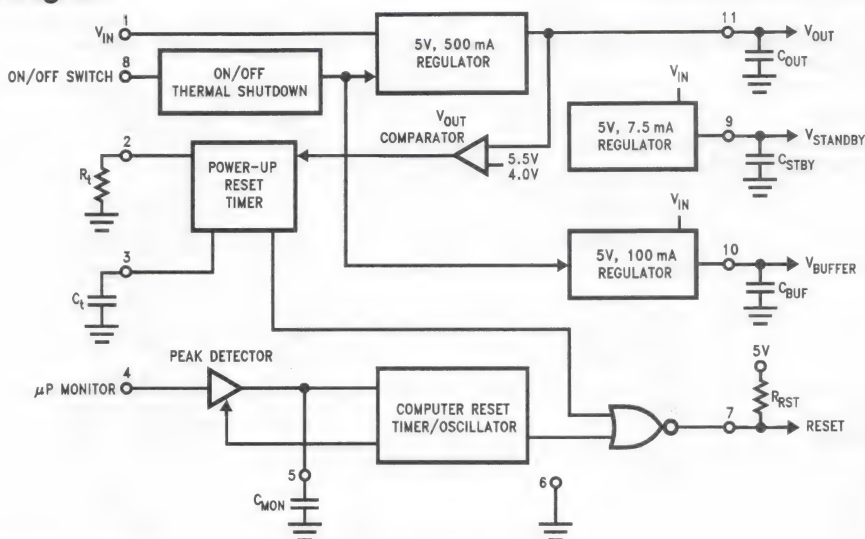 1
V_IN
11
V_OUT
5V, 500 mA
REGULATOR
C_OUT
8
ON/OFF SWITCH
ON/OFF
THERMAL SHUTDOWN
V_OUT
COMPARATOR
5.5V
4.0V
V_IN
5V, 7.5 mA
REGULATOR
9
V_STANDBY
C_STBY
2
R_t
POWER-UP
RESET
TIMER
V_IN
5V, 100 mA
REGULATOR
10
V_BUFFER
C_BUF
3
C_t
PEAK DETECTOR
4
μP MONITOR
COMPUTER RESET
TIMER/OSCILLATOR
5V
R_RST
7
RESET
5
C_MON
6